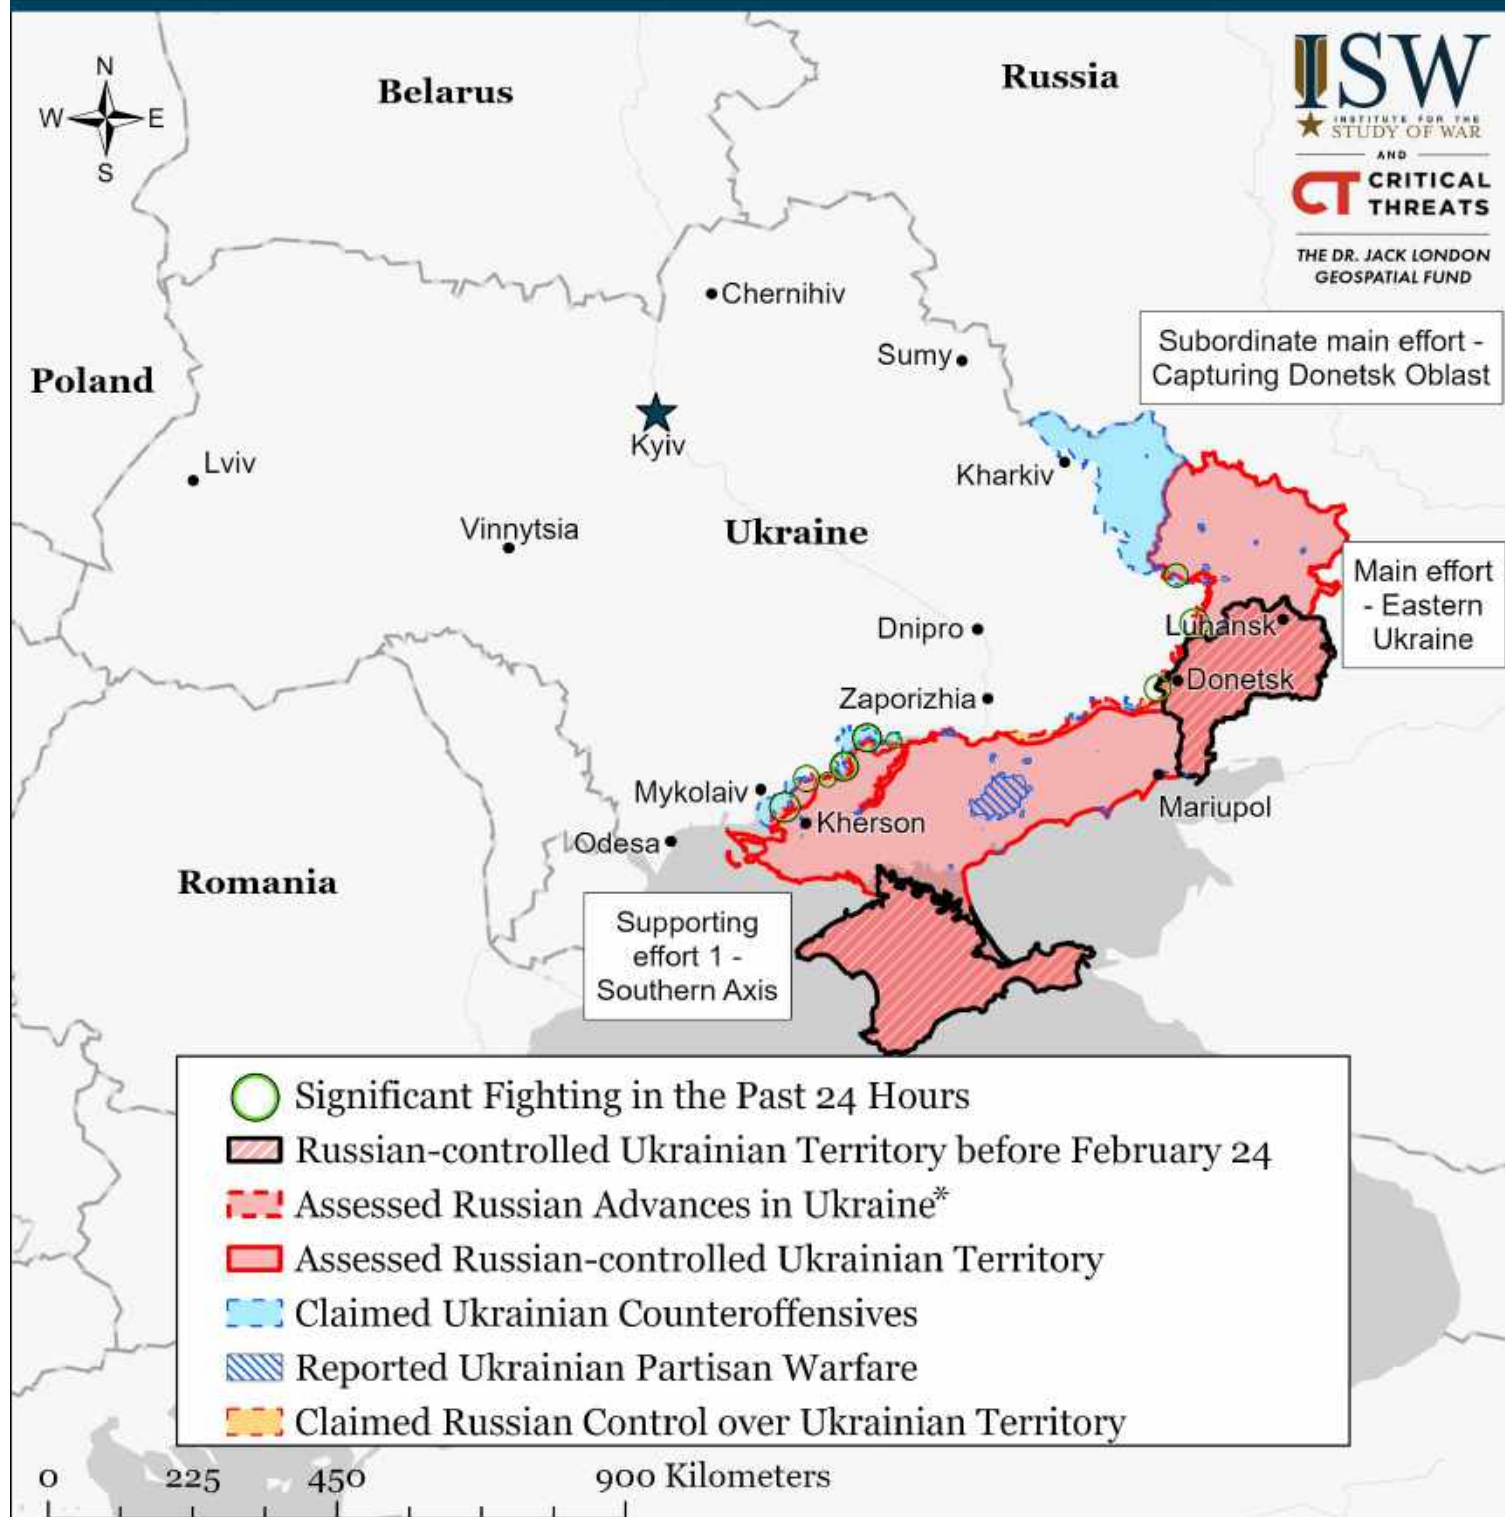 N
W
E
S
Belarus
Russia
ISW
INSTITUTE FOR THE
STUDY OF WAR
AND
CT CRITICAL
THREATS
THE DR. JACK LONDON
GEOSPATIAL FUND
Chernihiv
Sumy
Subordinate main effort -
Capturing Donetsk Oblast
Poland
Kyiv
Lviv
Kharkiv
Vinnytsia
Ukraine
Main effort
- Eastern
Ukraine
Dnipro
Luhansk
Donetsk
Zaporizhia
Mykolaiv
Mariupol
Kherson
Odesa
Romania
Supporting
effort 1 -
Southern Axis
Significant Fighting in the Past 24 Hours
Russian-controlled Ukrainian Territory before February 24
Assessed Russian Advances in Ukraine*
Assessed Russian-controlled Ukrainian Territory
Claimed Ukrainian Counteroffensives
Reported Ukrainian Partisan Warfare
Claimed Russian Control over Ukrainian Territory
0 225 450 900 Kilometers